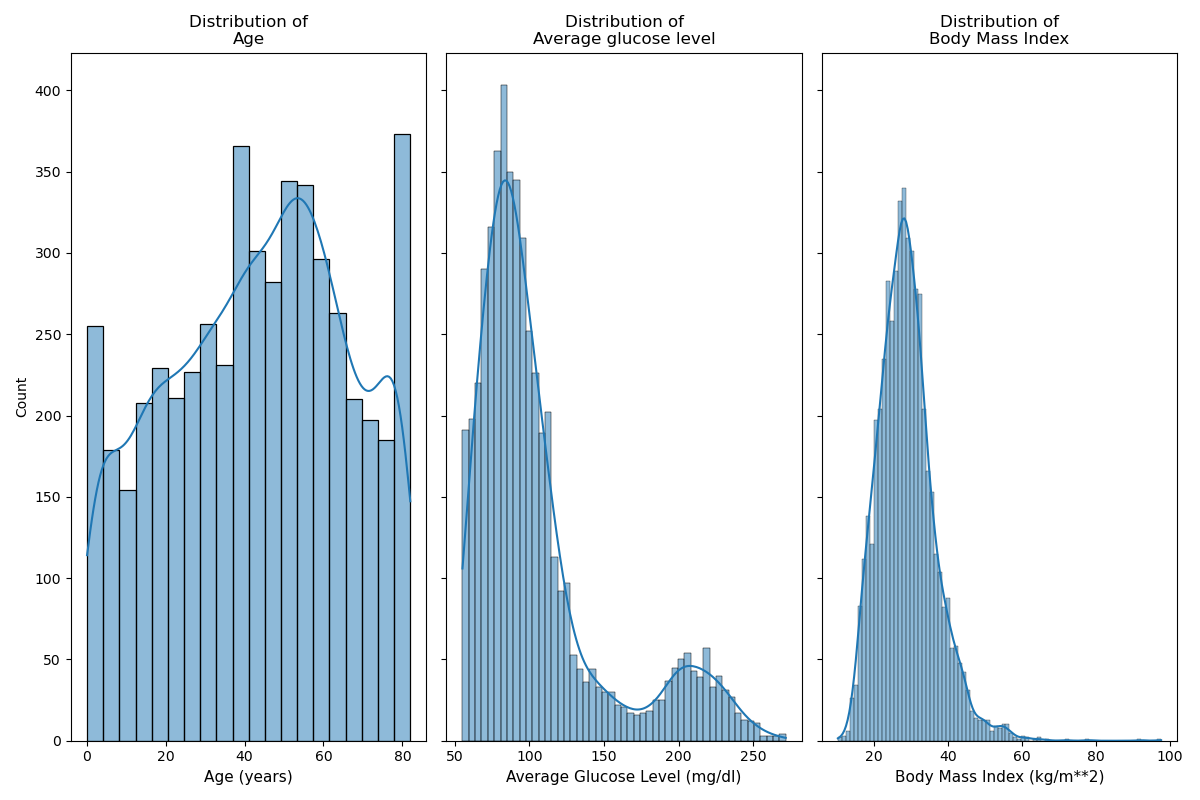 Distribution of
Age
Distribution of
Average glucose level
Distribution of
Body Mass Index
400
350
300
250
200
150
100
50
0
Count
0 20 40 60 80
50 100 150 200 250
20 40 60 80 100
Age (years)
Average Glucose Level (mg/dl)
Body Mass Index (kg/m**2)